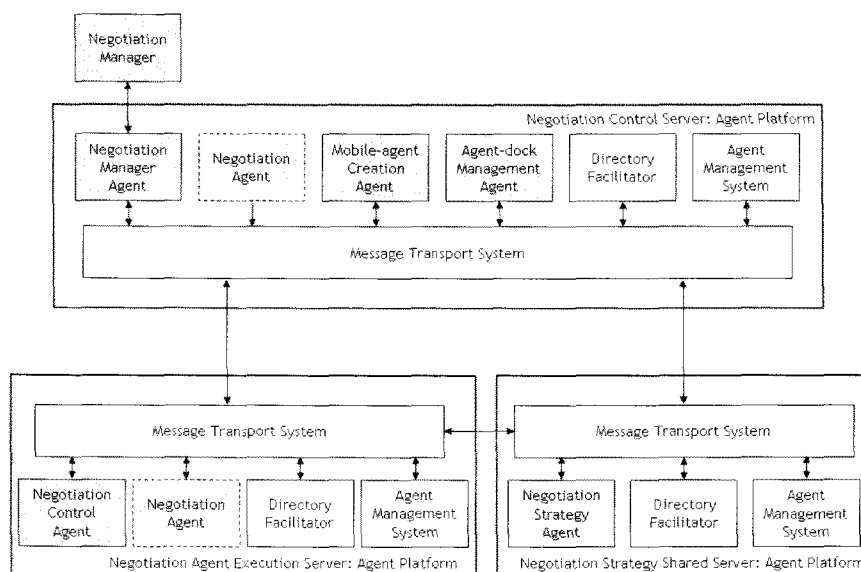 Negotiation
Manager
Negotiation Control Server: Agent Platform
Negotiation
Manager
Agent
Negotiation
Agent
Mobile-agent
Creation
Agent
Agent-dock
Management
Agent
Directory
Facilitator
Agent
Management
System
Message Transport System
Message Transport System
Negotiation
Control
Agent
Negotiation
Agent
Directory
Facilitator
Agent
Management
System
Negotiation Agent Execution Server: Agent Platform
Message Transport System
Negotiation
Strategy
Agent
Directory
Facilitator
Agent
Management
System
Negotiation Strategy Shared Server: Agent Platform